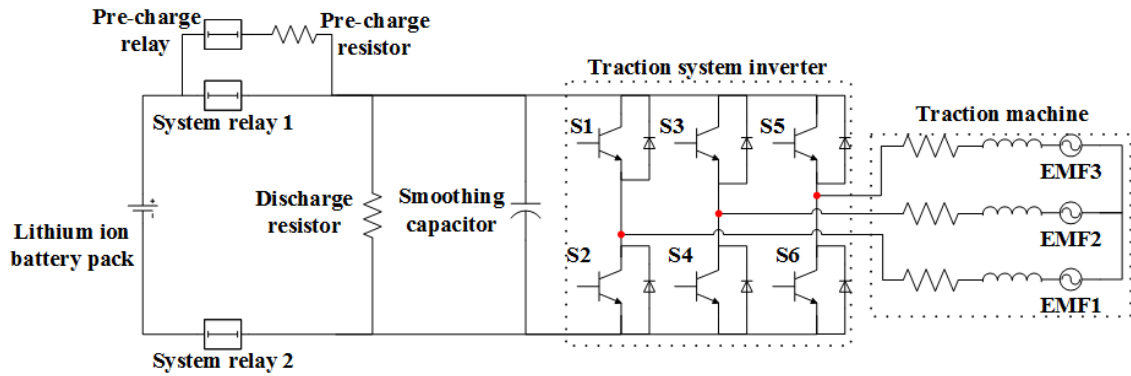 Pre-charge
relay
Pre-charge
resistor
System relay 1
Traction system inverter
Traction machine
S1
S3
S5
EMF3
Discharge
resistor
Smoothing
capacitor
Lithium ion
battery pack
EMF2
S2
S4
S6
EMF1
System relay 2